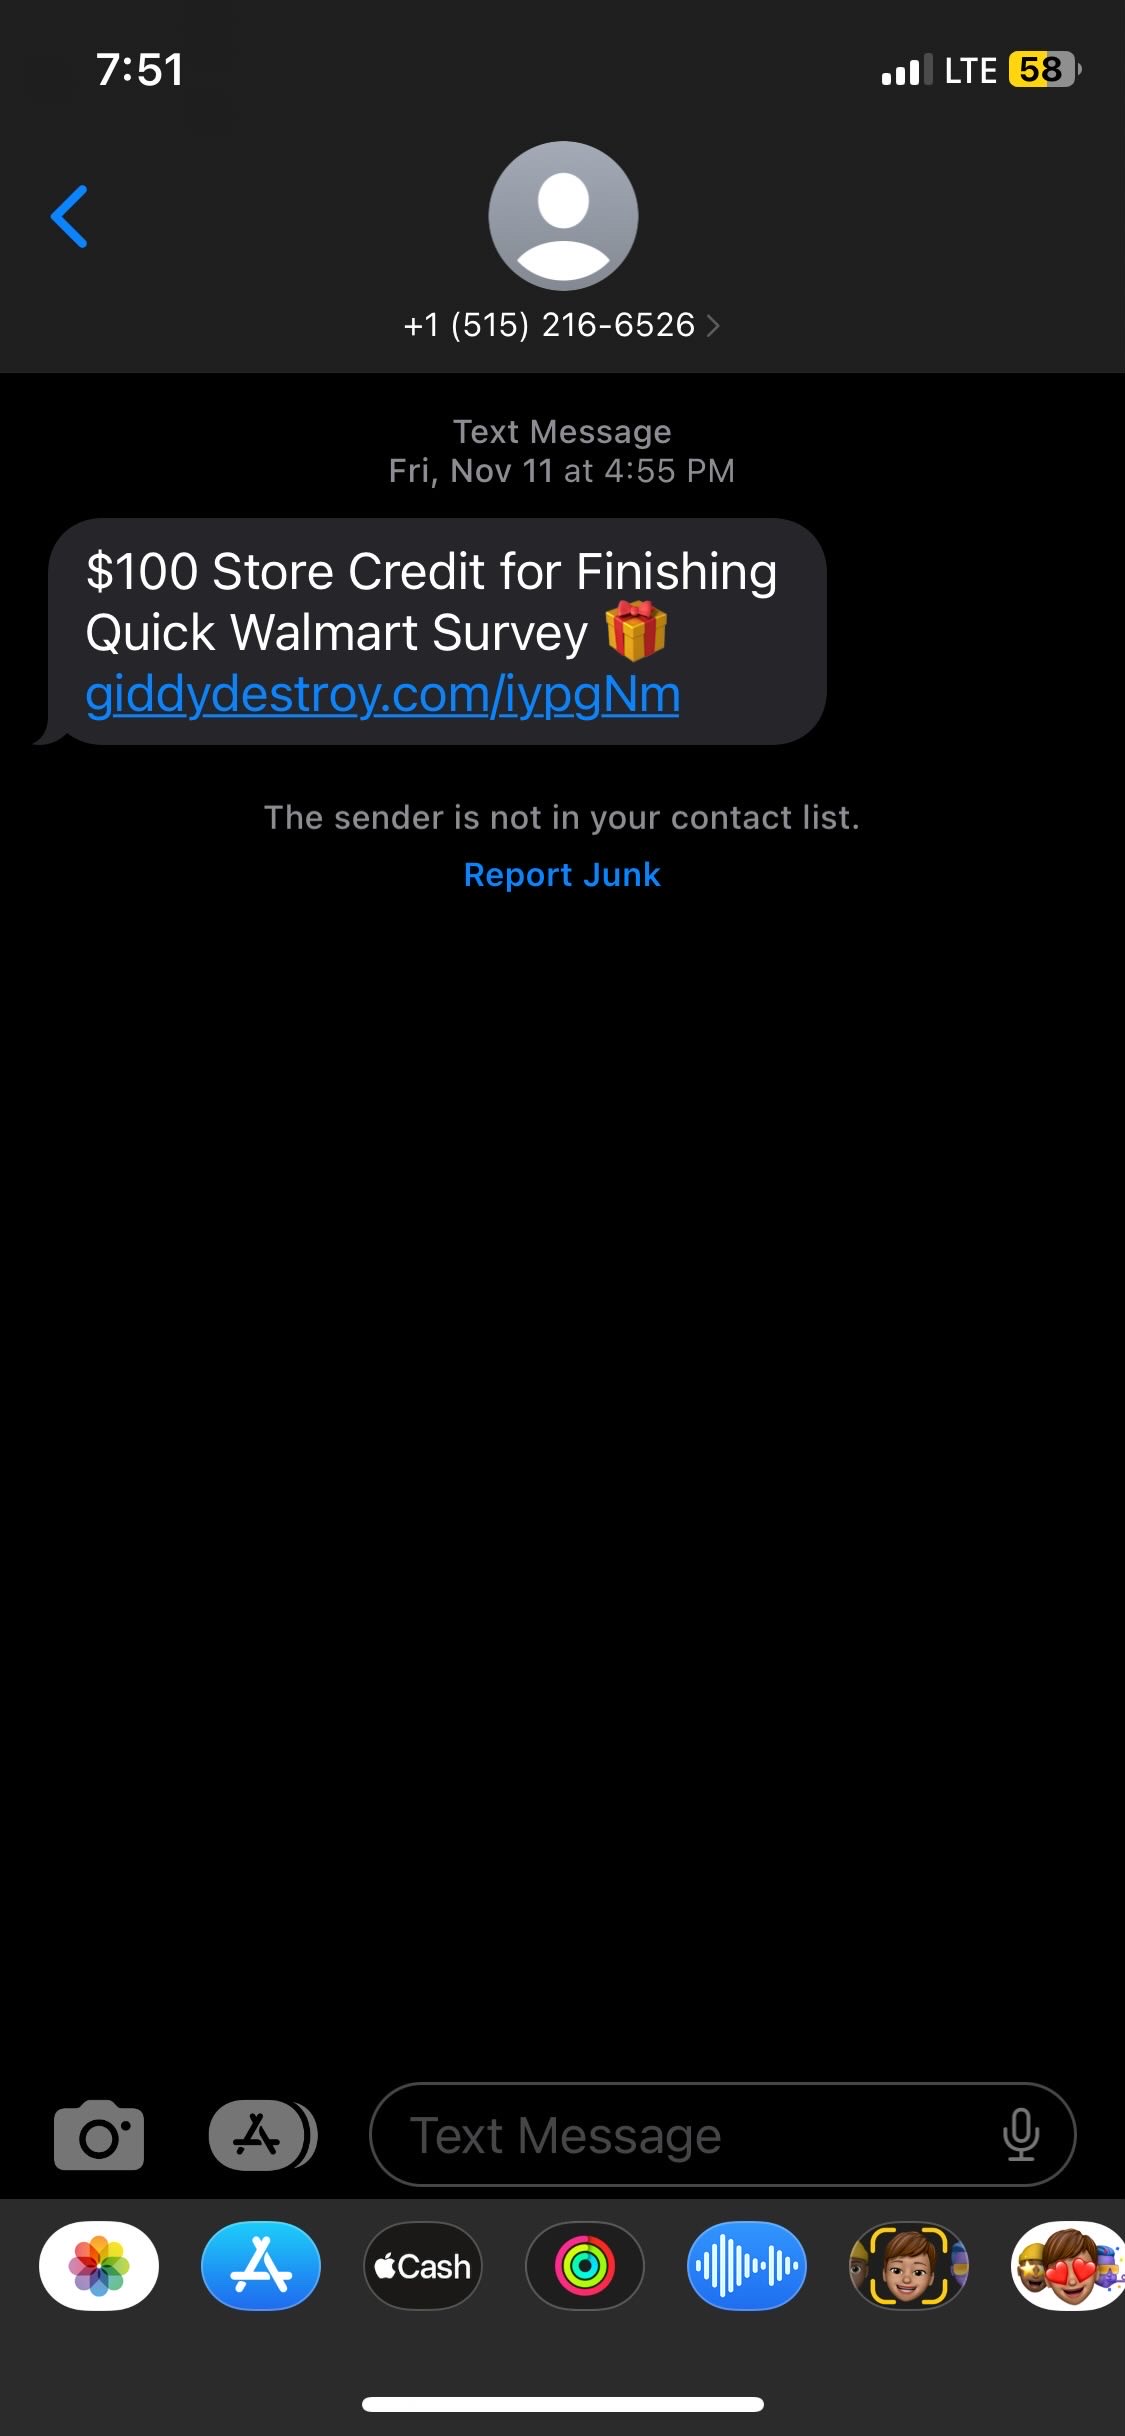 7:51
LTE 58
+1 (515) 216-6526
Text Message
Fri, Nov 11 at 4:55 PM
$100 Store Credit for Finishing
Quick Walmart Survey 🎁
giddydestroy.com/iypgNm
The sender is not in your contact list.
Report Junk
Text Message
Cash